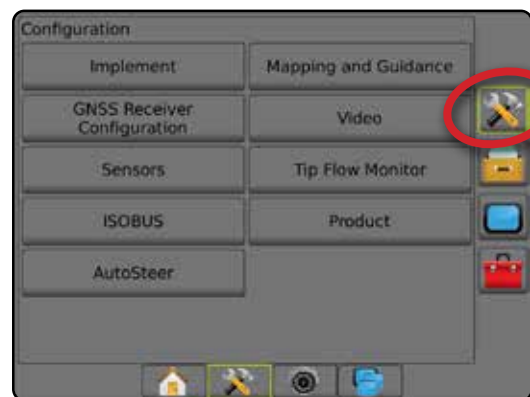 Configuration
Implement
Mapping and Guidance
GNSS Receiver
Configuration
Video
Sensors
Tip Flow Monitor
ISOBUS
Product
AutoSteer